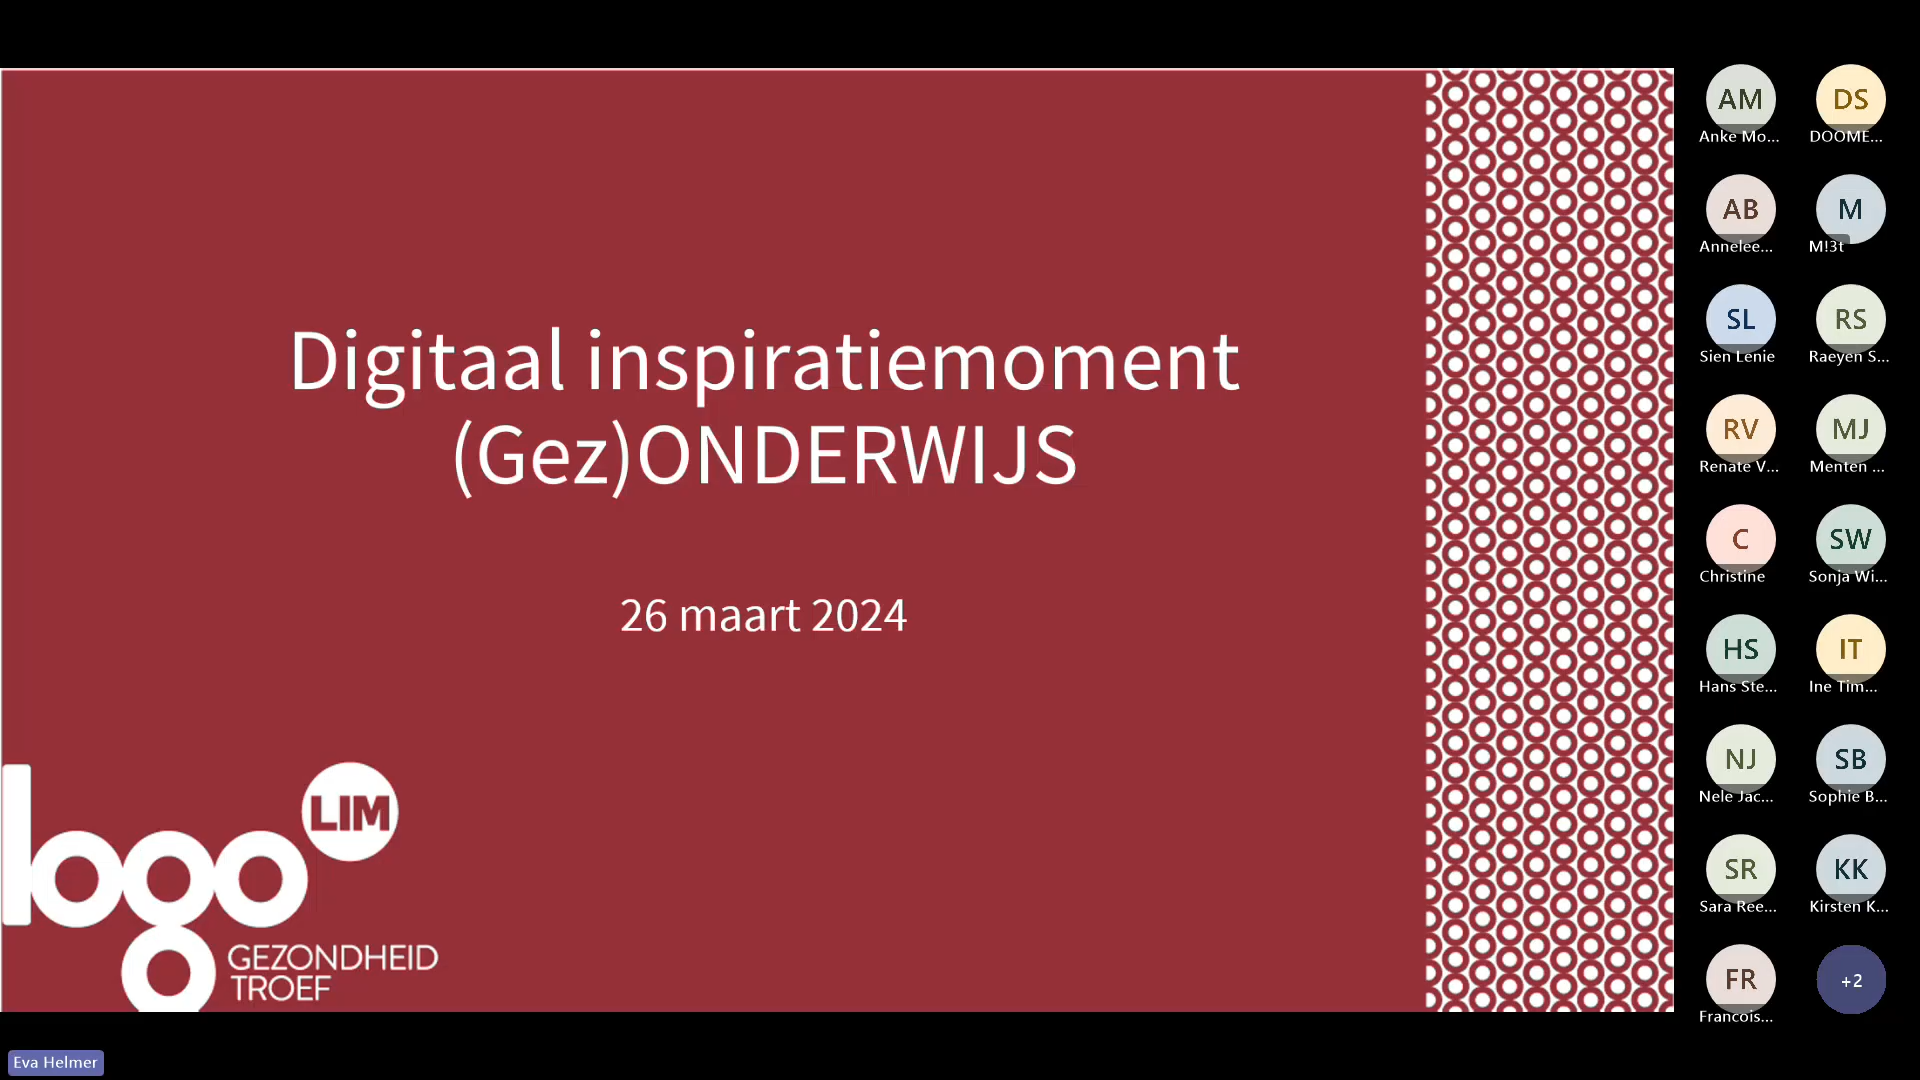 Digitaal inspiratiemoment
(Gez)ONDERWIJS
26 maart 2024
LIM
logo
GEZONDHEID
TROEF
AM
Anke Mo...
DS
DOOME...
AB
Annelee...
M
M!3t
SL
Sien Lenie
RS
Raeyen S...
RV
Renate V...
MJ
Menten ...
C
Christine
SW
Sonja Wi...
HS
Hans Ste...
IT
Ine Tim...
NJ
Nele Jac...
SB
Sophie B...
SR
Sara Ree...
KK
Kirsten K...
FR
Francois...
+2
Eva Helmer